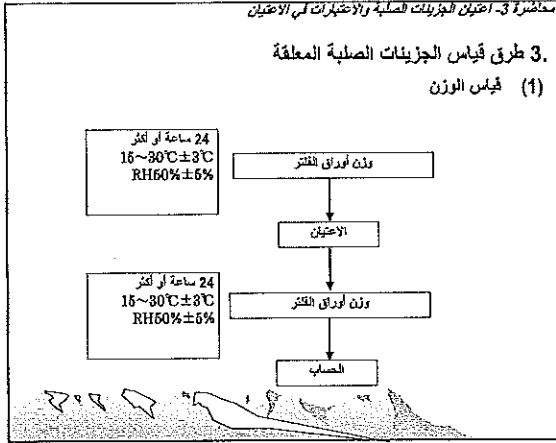 محاضرة 3- اعتيان الجزيئات الصلبة والاعتبارات في الاعتيان
3. طرق قياس الجزيئات الصلبة المعلقة
(1) قياس الوزن
24 ساعة أو أكثر
15~30℃±3℃
RH50%±5%
وزن أوراق الفلتر
الاعتيان
24 ساعة أو أكثر
15~30℃±3℃
RH50%±5%
وزن أوراق الفلتر
الحساب